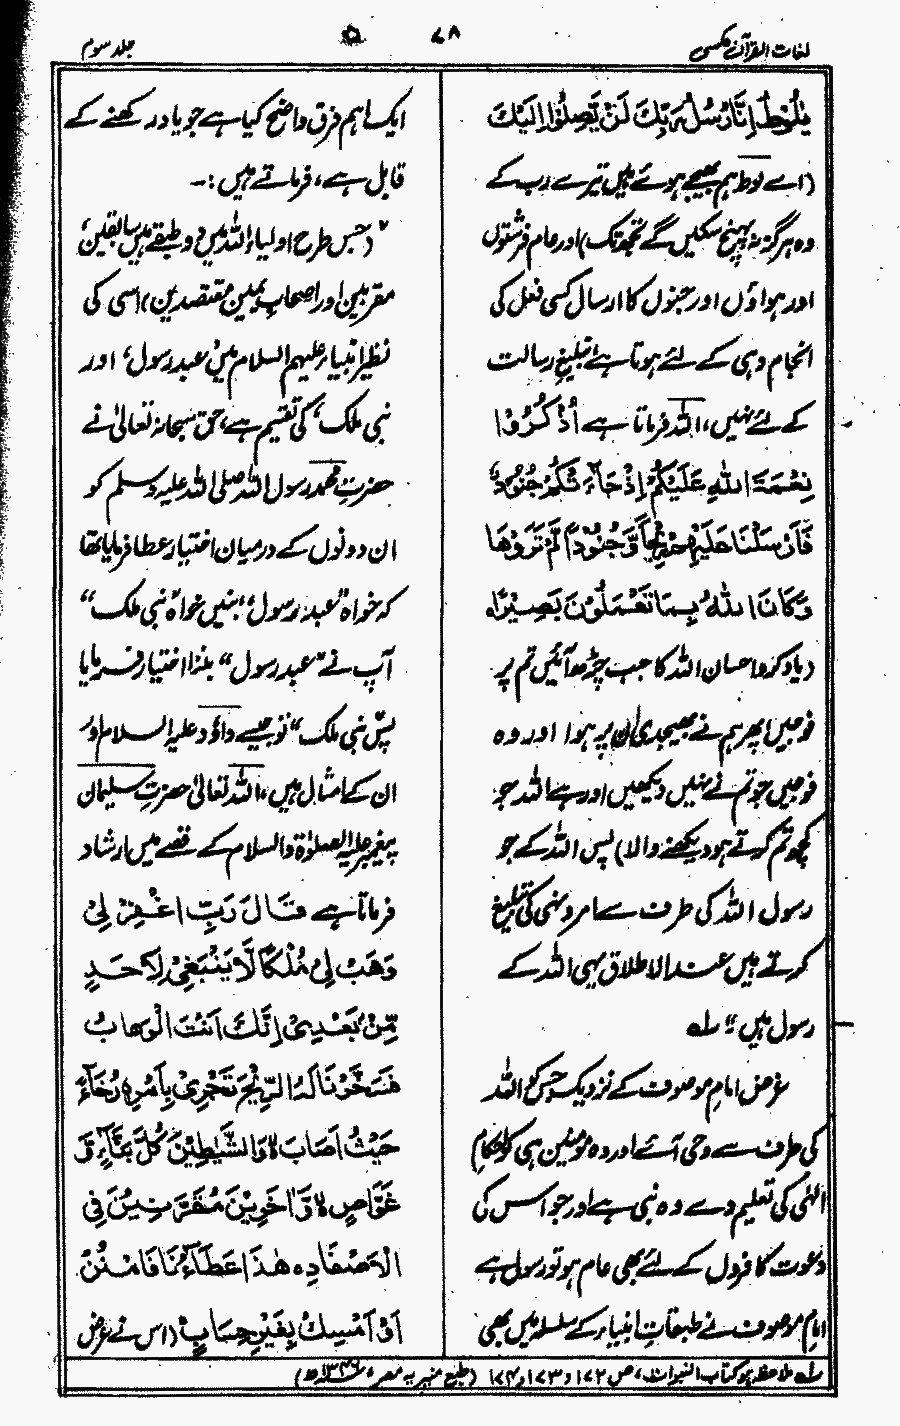 لغات القرآن مکمل
۷۸
جلد سوم
يٰلُوْطُ اِنَّا رُسُلُ رَبِّكَ لَنْ يَّصِلُوْا اِلَيْكَ
(اے لوط ہم بھیجے ہوئے ہیں تیرے رب کے
وہ ہرگز نہ پہنچ سکیں گے تجھ تک) اور عام فرشتوں
اور ہواؤں اور جنوں کا ارسال کسی فعل کی
انجام دہی کے لئے ہوتا ہے تبلیغِ رسالت
کے لئے نہیں، اللہ فرماتا ہے اُذْكُرُوْا
نِعْمَةَ اللّٰهِ عَلَيْكُمْ اِذْ جَآءَتْكُمْ جُنُوْدٌ
فَاَرْسَلْنَا عَلَيْهِمْ رِيْحًا وَّجُنُوْدًا لَّمْ تَرَوْهَا
وَكَانَ اللّٰهُ بِمَا تَعْمَلُوْنَ بَصِيْرًا ه
(یاد کرو احسان اللہ کا جب چڑھ آئیں تم پر
فوجیں پھر ہم نے بھیجدی ان پر ہوا اور وہ
فوجیں جو تم نے نہیں دیکھیں اور ہے اللہ جو
کچھ تم کرتے ہو دیکھنے والا) پس اللہ کے جو
رسول اللہ کی طرف سے امر و نہی کی تبلیغ
کرتے ہیں عند الاطلاق یہی اللہ کے
رسول ہیں" ۱ے
غرض امامِ موصوف کے نزدیک جس کو اللہ
کی طرف سے وحی آئے اور وہ مومنین ہی کو احکامِ
الٰہی کی تعلیم دے وہ نبی ہے اور جو اس کی
دعوت کافروں کے لئے بھی عام ہو تو رسول ہے
امامِ موصوف نے طبقاتِ انبیاء کے سلسلہ میں بھی
ایک اہم فرق واضح کیا ہے جو یاد رکھنے کے
قابل ہے، فرماتے ہیں :۔
"(جس طرح اولیاء اللہ میں دو طبقے ہیں سابقین
مقربین اور اصحابِ یمین مقتصدین) اسی کی
نظیر انبیاء علیہم السلام میں 'عبد رسول' اور
'نبی ملک' کی تقسیم ہے، حق سبحانہ تعالیٰ نے
حضرت محمد رسول اللہ صلی اللہ علیہ وسلم کو
ان دونوں کے درمیان اختیار عطا فرمایا تھا
کہ خواہ "عبد رسول" بنیں خواہ "نبی ملک"
آپ نے "عبد رسول" بننا اختیار فرمایا
پس نبی ملک" تو جیسے داؤد علیہ السلام اور
ان کے امثال ہیں، اللہ تعالیٰ حضرت سلیمان
پیغمبر علیہ الصلوٰۃ والسلام کے قصے میں ارشاد
فرماتا ہے قَالَ رَبِّ اغْفِرْ لِيْ
وَهَبْ لِيْ مُلْكًا لَّا يَنْبَغِيْ لِاَحَدٍ
مِّنْ بَعْدِيْ اِنَّكَ اَنْتَ الْوَهَّابُ
فَسَخَّرْنَا لَهُ الرِّيْحَ تَجْرِيْ بِاَمْرِهٖ رُخَآءً
حَيْثُ اَصَابَ ه وَالشَّيٰطِيْنَ كُلَّ بَنَّآءٍ وَّ
غَوَّاصٍ ه وَّاٰخَرِيْنَ مُقَرَّنِيْنَ فِي
الْاَصْفَادِ ه هٰذَا عَطَآؤُنَا فَامْنُنْ
اَوْ اَمْسِكْ بِغَيْرِ حِسَابٍ (اس نے عرض
۱ے ملاحظہ ہو کتاب النبوات، ص ۱۷۲ و ۱۷۳ و ۱۷۴ (طبع منیریہ مصر، ۱۳۴۶ھ)